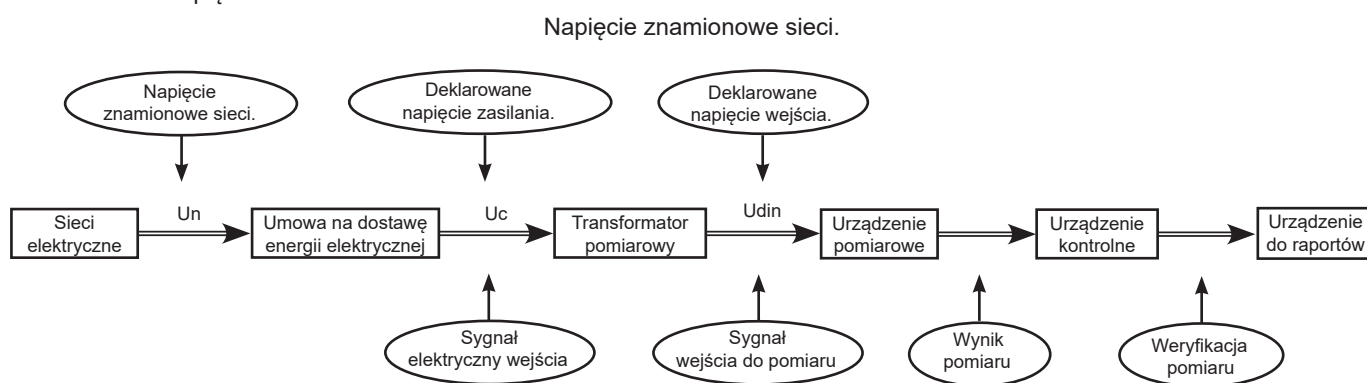 Napięcie znamionowe sieci.
Napięcie
znamionowe sieci.
Deklarowane
napięcie zasilania.
Deklarowane
napięcie wejścia.
Un
Uc
Udin
Sieci
elektryczne
Umowa na dostawę
energii elektrycznej
Transformator
pomiarowy
Urządzenie
pomiarowe
Urządzenie
kontrolne
Urządzenie
do raportów
Sygnał
elektryczny wejścia
Sygnał
wejścia do pomiaru
Wynik
pomiaru
Weryfikacja
pomiaru